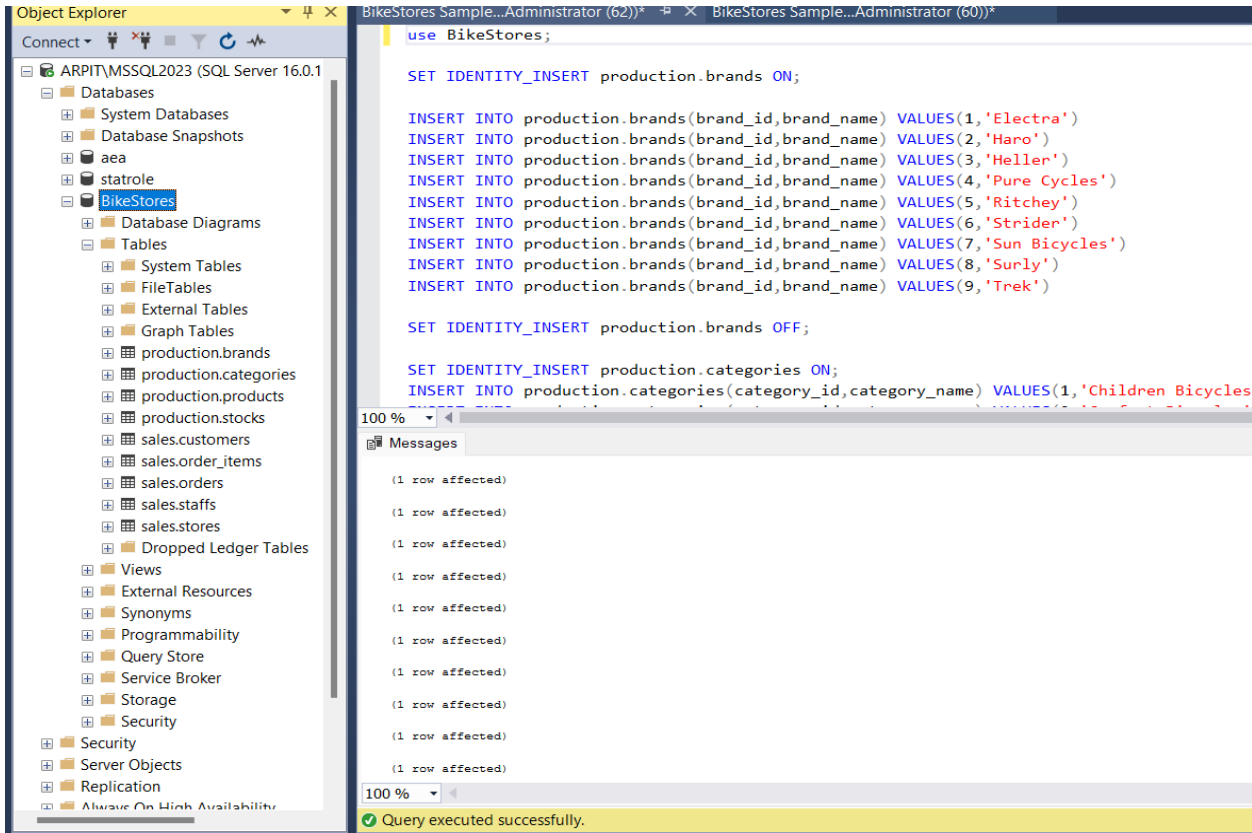 Object Explorer
Connect
ARPIT\MSSQL2023 (SQL Server 16.0.1
Databases
System Databases
Database Snapshots
aea
statrole
BikeStores
Database Diagrams
Tables
System Tables
FileTables
External Tables
Graph Tables
production.brands
production.categories
production.products
production.stocks
sales.customers
sales.order_items
sales.orders
sales.staffs
sales.stores
Dropped Ledger Tables
Views
External Resources
Synonyms
Programmability
Query Store
Service Broker
Storage
Security
Security
Server Objects
Replication
Always On High Availability
BikeStores Sample...Administrator (62))*
BikeStores Sample...Administrator (60))*
use BikeStores;
SET IDENTITY_INSERT production.brands ON;
INSERT INTO production.brands(brand_id,brand_name) VALUES(1,'Electra')
INSERT INTO production.brands(brand_id,brand_name) VALUES(2,'Haro')
INSERT INTO production.brands(brand_id,brand_name) VALUES(3,'Heller')
INSERT INTO production.brands(brand_id,brand_name) VALUES(4,'Pure Cycles')
INSERT INTO production.brands(brand_id,brand_name) VALUES(5,'Ritchey')
INSERT INTO production.brands(brand_id,brand_name) VALUES(6,'Strider')
INSERT INTO production.brands(brand_id,brand_name) VALUES(7,'Sun Bicycles')
INSERT INTO production.brands(brand_id,brand_name) VALUES(8,'Surly')
INSERT INTO production.brands(brand_id,brand_name) VALUES(9,'Trek')
SET IDENTITY_INSERT production.brands OFF;
SET IDENTITY_INSERT production.categories ON;
INSERT INTO production.categories(category_id,category_name) VALUES(1,'Children Bicycles
100 %
Messages
(1 row affected)
(1 row affected)
(1 row affected)
(1 row affected)
(1 row affected)
(1 row affected)
(1 row affected)
(1 row affected)
(1 row affected)
(1 row affected)
100 %
Query executed successfully.